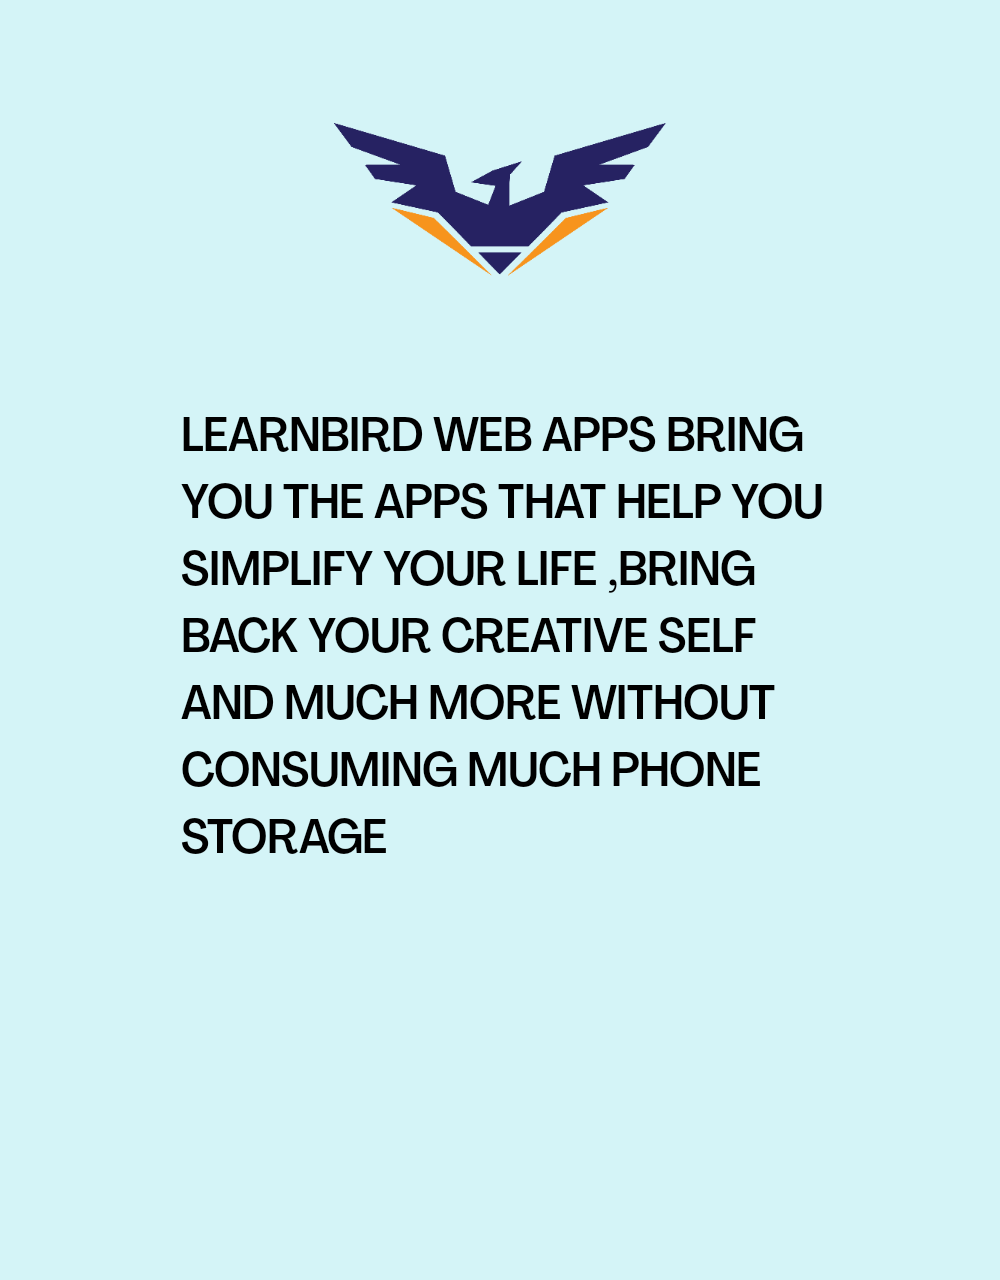 LEARNBIRD WEB APPS BRING
YOU THE APPS THAT HELP YOU
SIMPLIFY YOUR LIFE ,BRING
BACK YOUR CREATIVE SELF
AND MUCH MORE WITHOUT
CONSUMING MUCH PHONE
STORAGE